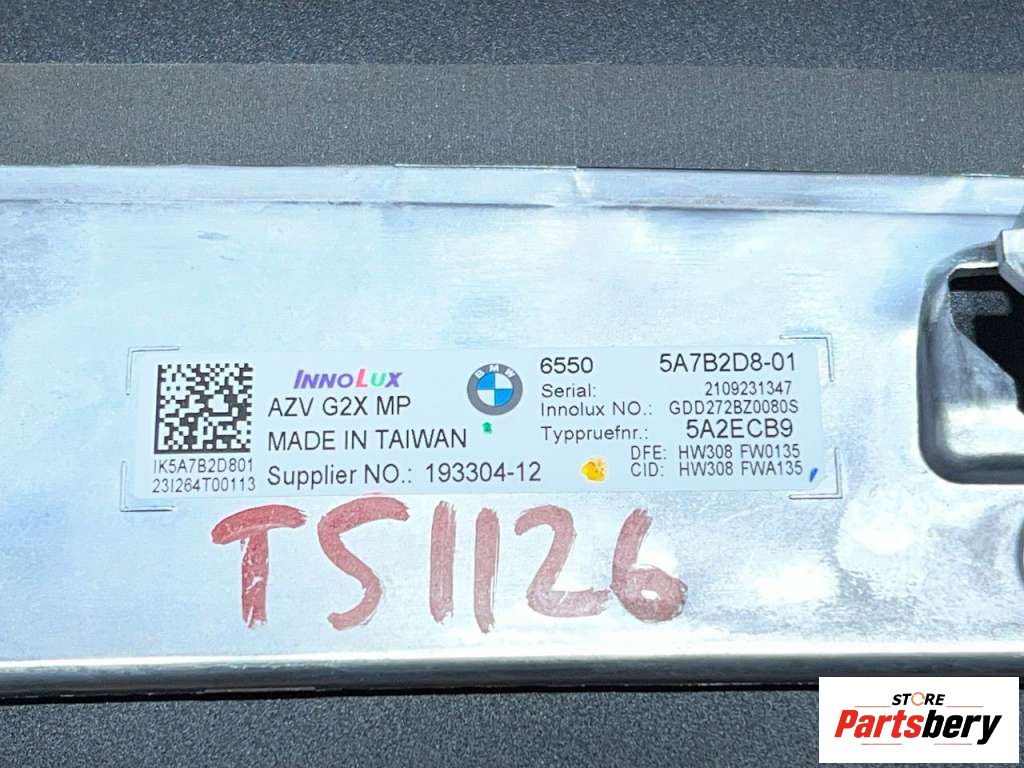 INNOLUX
AZV G2X MP
MADE IN TAIWAN
Supplier NO.: 193304-12
IK5A7B2D801
23I264T00113
BMW
6550 5A7B2D8-01
Serial: 2109231347
Innolux NO.: GDD272BZ0080S
Typpruefnr.: 5A2ECB9
DFE: HW308 FW0135
CID: HW308 FWA135
TS1126
STORE
Partsbery